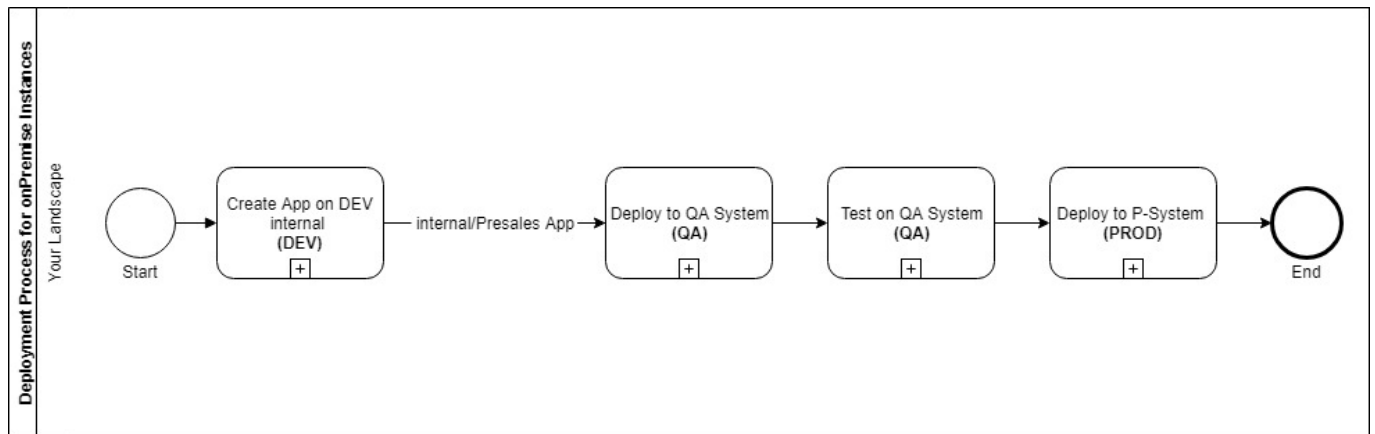 Deployment Process for onPremise Instances
Your Landscape
Start
Create App on DEV
internal
(DEV)
internal/Presales App
Deploy to QA System
(QA)
Test on QA System
(QA)
Deploy to P-System
(PROD)
End